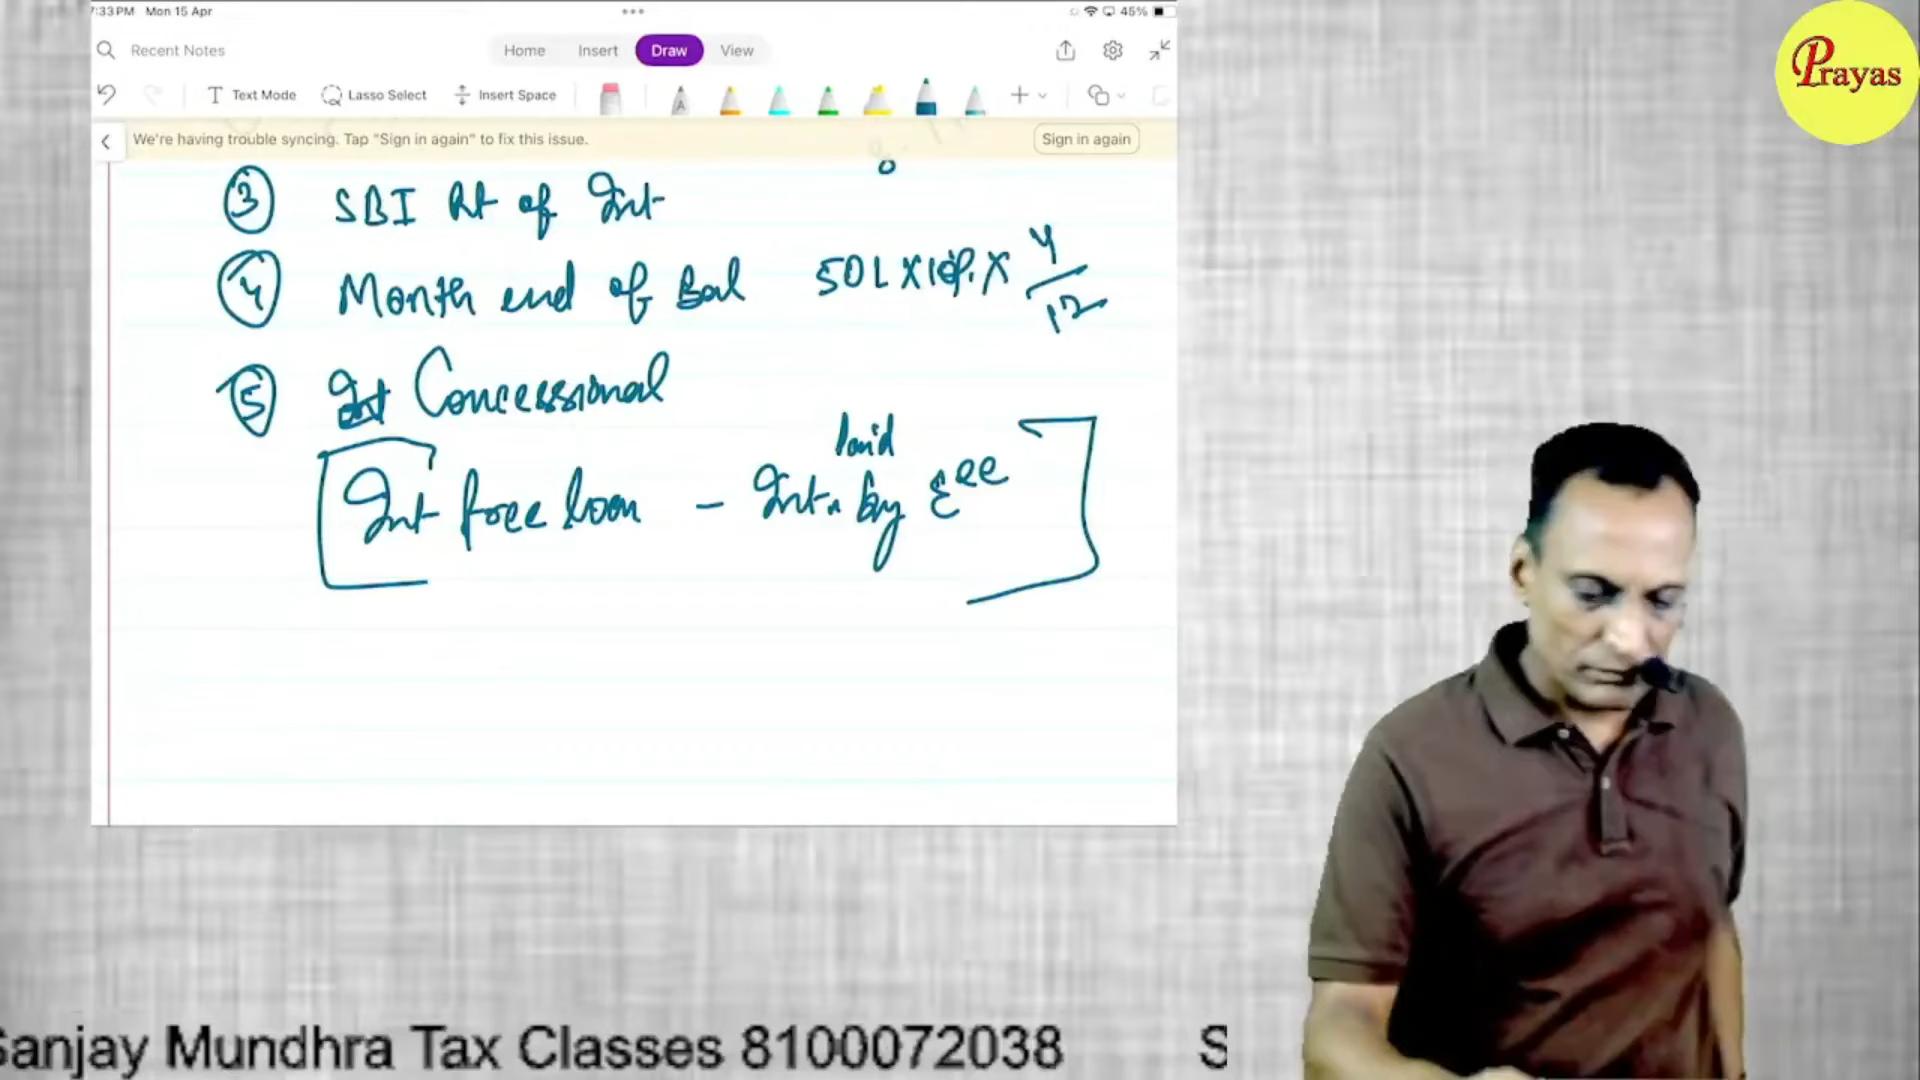 7:33PM Mon 15 Apr
45%
Recent Notes
Home Insert Draw View
Text Mode Lasso Select Insert Space
We're having trouble syncing. Tap "Sign in again" to fix this issue.
Sign in again
Prayas
3 SBI Rt of Int
4 Month end of Bal 50L X 10% X 4/12
5 Int Concessional
paid
Int free loan - Int. by Eee
Sanjay Mundhra Tax Classes 8100072038 S